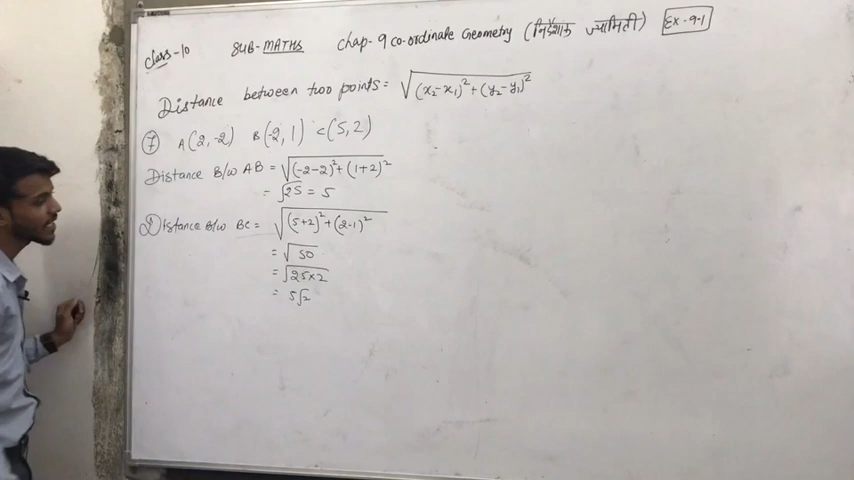 class-10 SUB-MATHS Chap-9 co-ordinate Geometry (निर्देशांक ज्यामिती) Ex-9.1
Distance between two points = √(x₂-x₁)²+(y₂-y₁)²
⑦ A(2,-2) B(-2,1) C(5,2)
Distance B/w AB = √(-2-2)²+(1+2)²
= √25 = 5
Distance B/w BC = √(5+2)²+(2-1)²
= √50
= √25×2
= 5√2